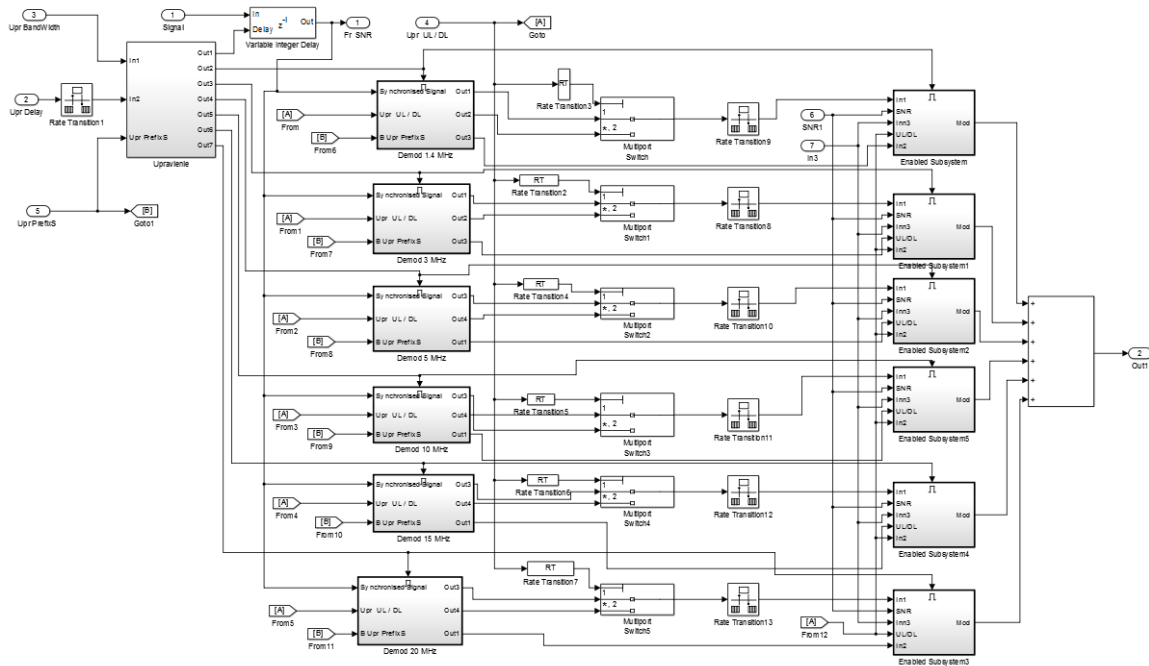 3
Upr BandWidth
1
Signal
In
Delay
z-1
Out
Variable Integer Delay
1
Fr SNR
4
Upr UL / DL
[A]
Goto
2
Upr Delay
Rate Transition1
In1
In2
Upr PrefixS
Out1
Out2
Out3
Out4
Out5
Out6
Out7
Upravlenie
5
Upr PrefixS
[B]
Goto1
[A]
From
[B]
From6
Synchronised Signal
Upr UL / DL
B Upr PrefixS
Out1
Out2
Out3
Demod 1.4 MHz
RT
Rate Transition3
1
*, 2
Multiport
Switch
Rate Transition9
6
SNR1
7
In3
In1
SNR
Inn3
UL/DL
In2
Mod
Enabled Subsystem
[A]
From1
[B]
From7
Synchronised Signal
Upr UL / DL
B Upr PrefixS
Out1
Out2
Out3
Demod 3 MHz
RT
Rate Transition2
1
*, 2
Multiport
Switch1
Rate Transition8
In1
SNR
Inn3
UL/DL
In2
Mod
Enabled Subsystem1
[A]
From2
[B]
From8
Synchronised Signal
Upr UL / DL
B Upr PrefixS
Out3
Out4
Out1
Demod 5 MHz
RT
Rate Transition4
1
*, 2
Multiport
Switch2
Rate Transition10
In1
SNR
Inn3
UL/DL
In2
Mod
Enabled Subsystem2
+
+
+
+
+
+
2
Out1
[A]
From3
[B]
From9
Synchronised Signal
Upr UL / DL
B Upr PrefixS
Out3
Out4
Out1
Demod 10 MHz
RT
Rate Transition5
1
*, 2
Multiport
Switch3
Rate Transition11
In1
SNR
Inn3
UL/DL
In2
Mod
Enabled Subsystem5
[A]
From4
[B]
From10
Synchronised Signal
Upr UL / DL
B Upr PrefixS
Out3
Out4
Out1
Demod 15 MHz
RT
Rate Transition6
1
*, 2
Multiport
Switch4
Rate Transition12
In1
SNR
Inn3
UL/DL
In2
Mod
Enabled Subsystem4
[A]
From5
[B]
From11
Synchronised Signal
Upr UL / DL
B Upr PrefixS
Out3
Out4
Out1
Demod 20 MHz
RT
Rate Transition7
1
*, 2
Multiport
Switch5
Rate Transition13
[A]
From12
In1
SNR
Inn3
UL/DL
In2
Mod
Enabled Subsystem3